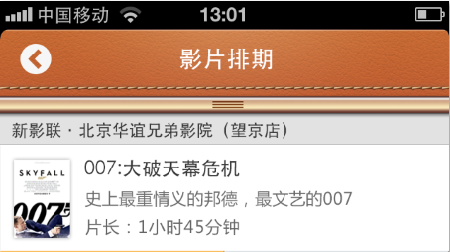 中国移动 13:01
影片排期
新影联·北京华谊兄弟影院（望京店）
SKYFALL
007
007:大破天幕危机
史上最重情义的邦德，最文艺的007
片长：1小时45分钟